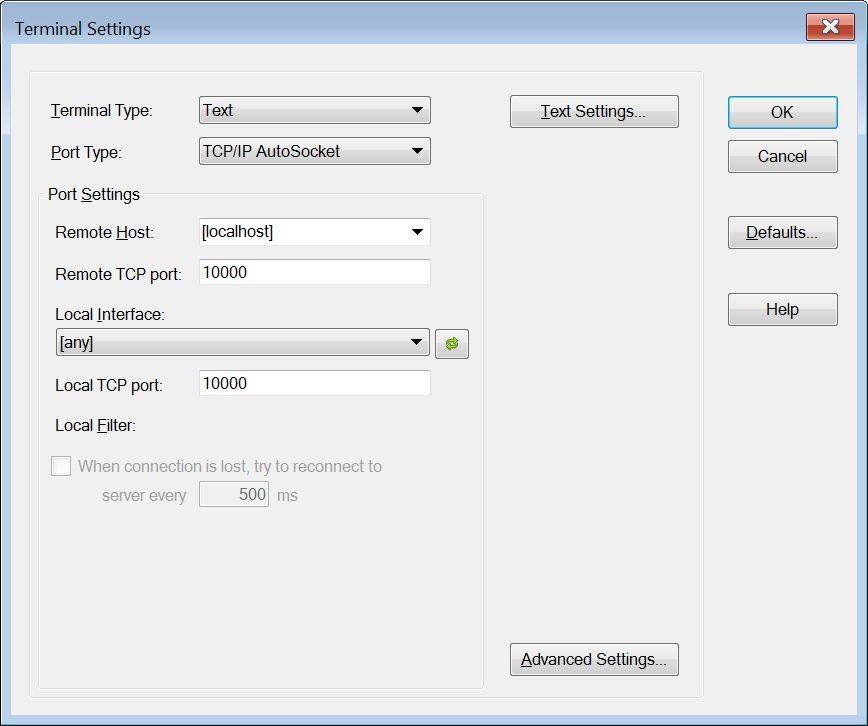 Terminal Settings
Terminal Type: Text Text Settings... OK
Port Type: TCP/IP AutoSocket Cancel
Port Settings
Remote Host: [localhost] Defaults...
Remote TCP port: 10000
Local Interface: Help
[any]
Local TCP port: 10000
Local Filter:
When connection is lost, try to reconnect to
server every 500 ms
Advanced Settings...